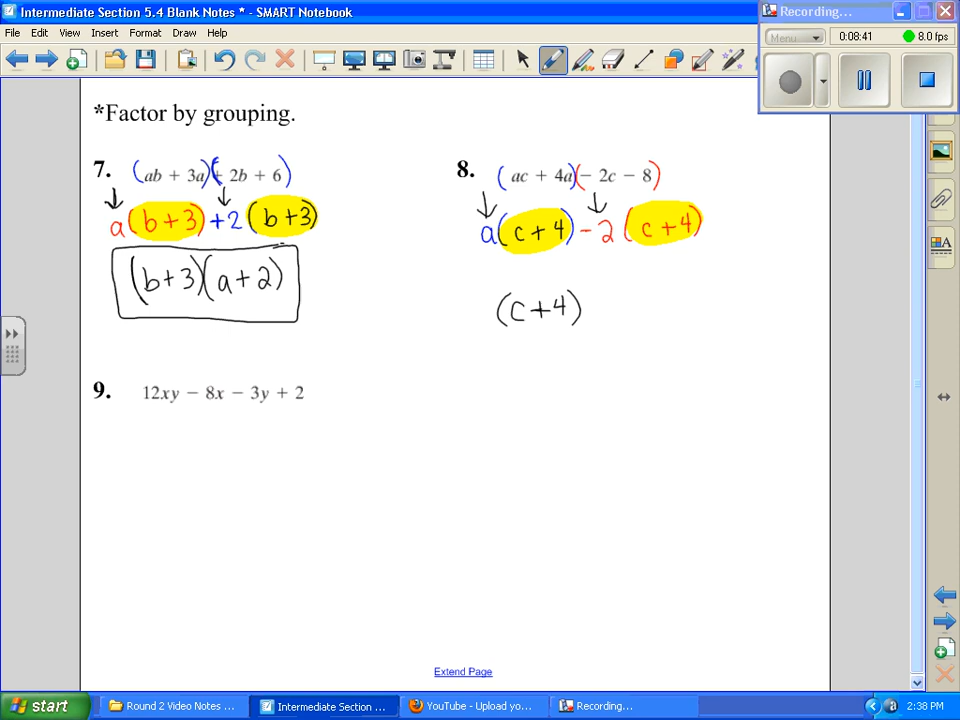 Intermediate Section 5.4 Blank Notes * - SMART Notebook
Recording...
File Edit View Insert Format Draw Help
Menu
0:08:41
8.0 fps
*Factor by grouping.
7. (ab + 3a)(+ 2b + 6)
a(b+3) +2(b+3)
(b+3)(a+2)
8. (ac + 4a)(− 2c − 8)
a(c+4) -2(c+4)
(c+4)
9. 12xy − 8x − 3y + 2
Extend Page
start
Round 2 Video Notes ...
Intermediate Section ...
YouTube - Upload yo...
Recording...
2:38 PM